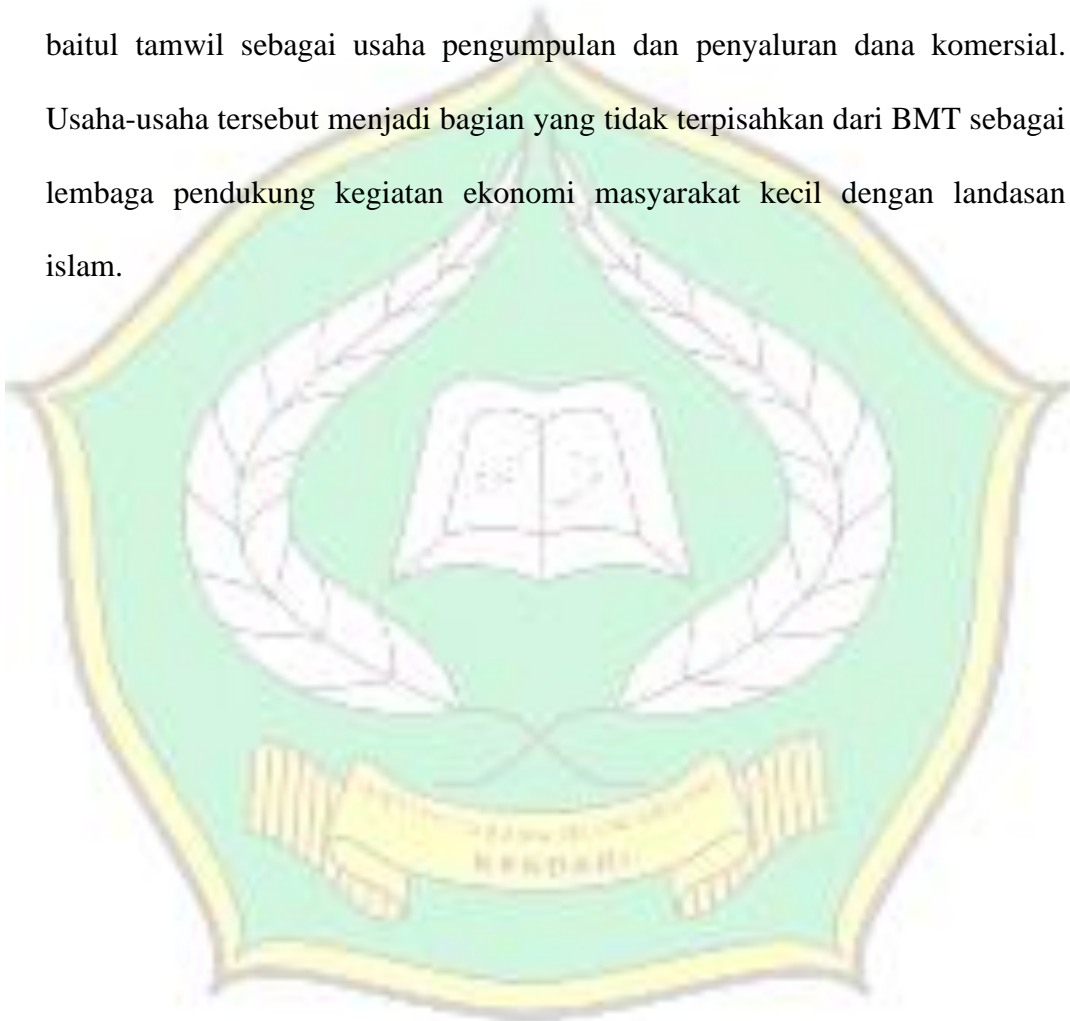 baitul tamwil sebagai usaha pengumpulan dan penyaluran dana komersial.
Usaha-usaha tersebut menjadi bagian yang tidak terpisahkan dari BMT sebagai
lembaga pendukung kegiatan ekonomi masyarakat kecil dengan landasan
islam.
KENDARI